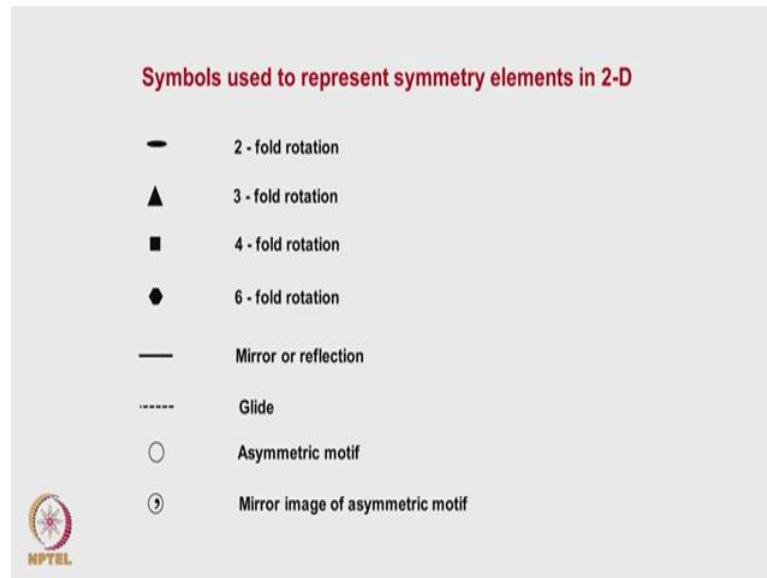 Symbols used to represent symmetry elements in 2-D
2 - fold rotation
3 - fold rotation
4 - fold rotation
6 - fold rotation
Mirror or reflection
Glide
Asymmetric motif
Mirror image of asymmetric motif
NPTEL